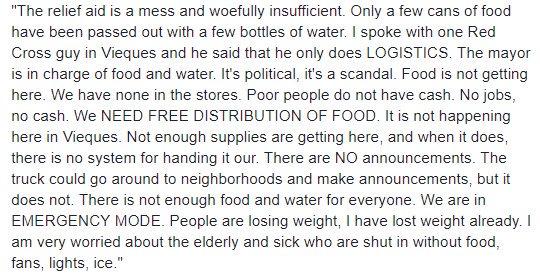 "The relief aid is a mess and woefully insufficient. Only a few cans of food
have been passed out with a few bottles of water. I spoke with one Red
Cross guy in Vieques and he said that he only does LOGISTICS. The mayor
is in charge of food and water. It's political, it's a scandal. Food is not getting
here. We have none in the stores. Poor people do not have cash. No jobs,
no cash. We NEED FREE DISTRIBUTION OF FOOD. It is not happening
here in Vieques. Not enough supplies are getting here, and when it does,
there is no system for handing it our. There are NO announcements. The
truck could go around to neighborhoods and make announcements, but it
does not. There is not enough food and water for everyone. We are in
EMERGENCY MODE. People are losing weight, I have lost weight already. I
am very worried about the elderly and sick who are shut in without food,
fans, lights, ice."